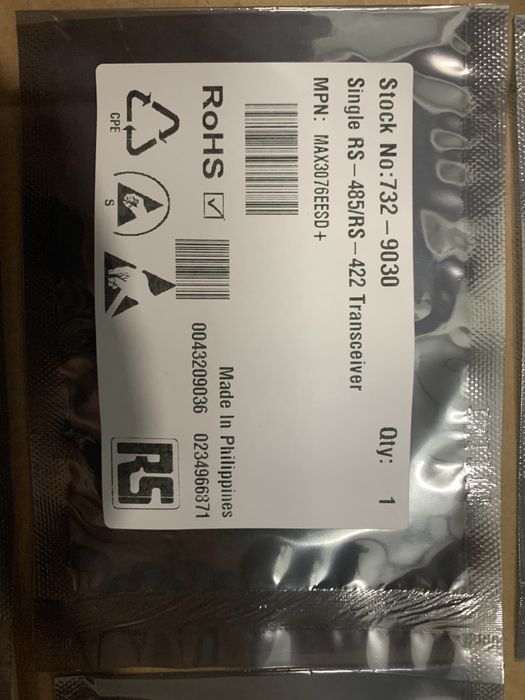 Stock No:732-9030 Qty: 1
Single RS-485/RS-422 Transceiver
MPN: MAX3076EESD+
RoHS
Made In Philippines
0043209036 0234966871
CPE
S
RS